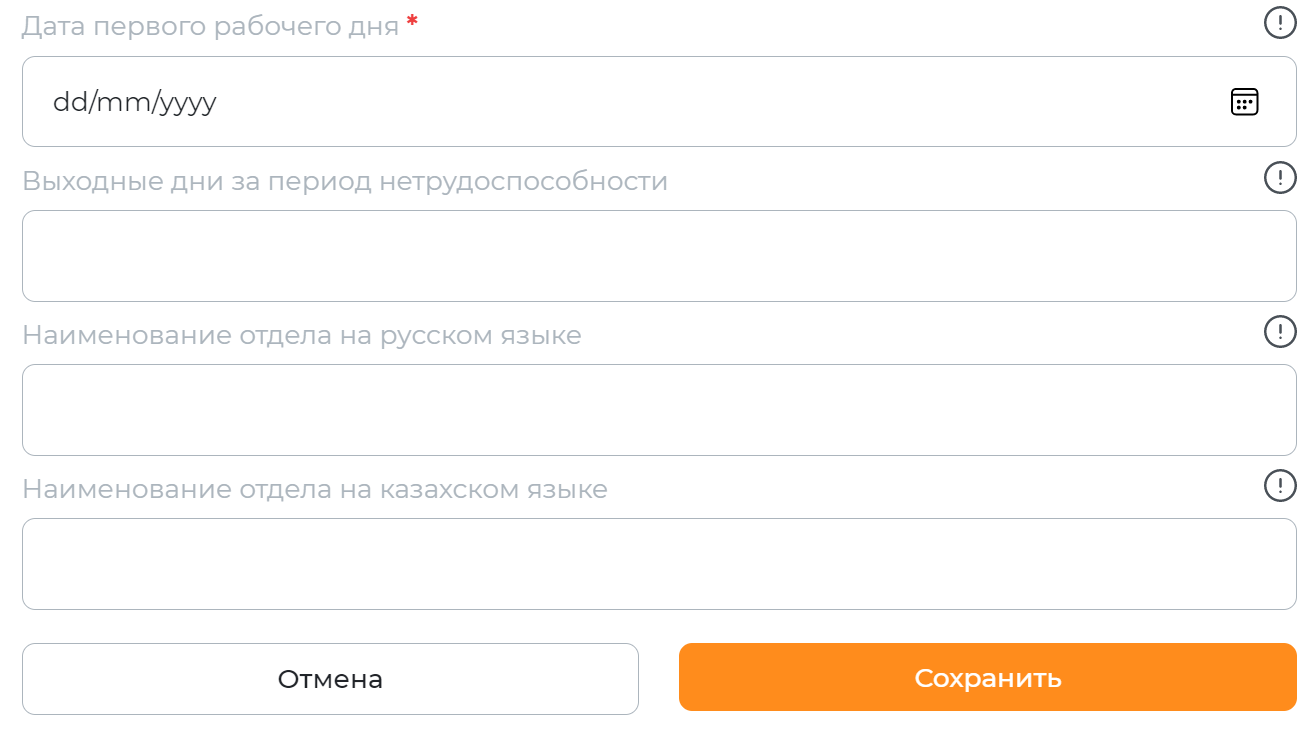 Дата первого рабочего дня *
dd/mm/yyyy
Выходные дни за период нетрудоспособности
Наименование отдела на русском языке
Наименование отдела на казахском языке
Отмена
Сохранить